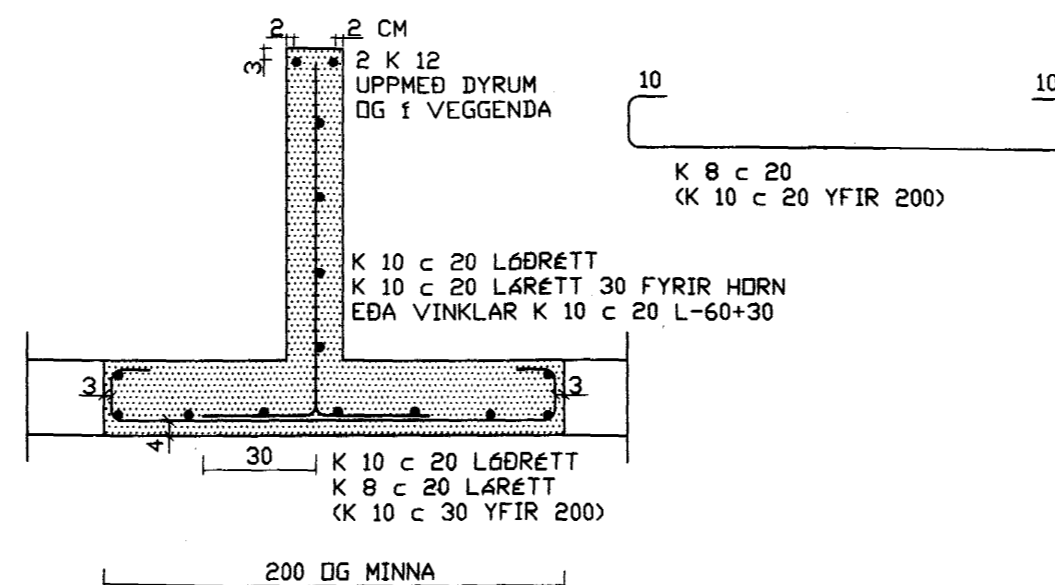 2 2 CM
3
2 K 12
UPPMEÐ DYRUM
OG Í VEGGENDA
10 10
K 8 c 20
(K 10 c 20 YFIR 200)
K 10 c 20 LÓÐRÉTT
K 10 c 20 LÁRÉTT 30 FYRIR HORN
EÐA VINKLAR K 10 c 20 L-60+30
3 3
4
30
K 10 c 20 LÓÐRÉTT
K 8 c 20 LÁRÉTT
(K 10 c 30 YFIR 200)
200 OG MINNA